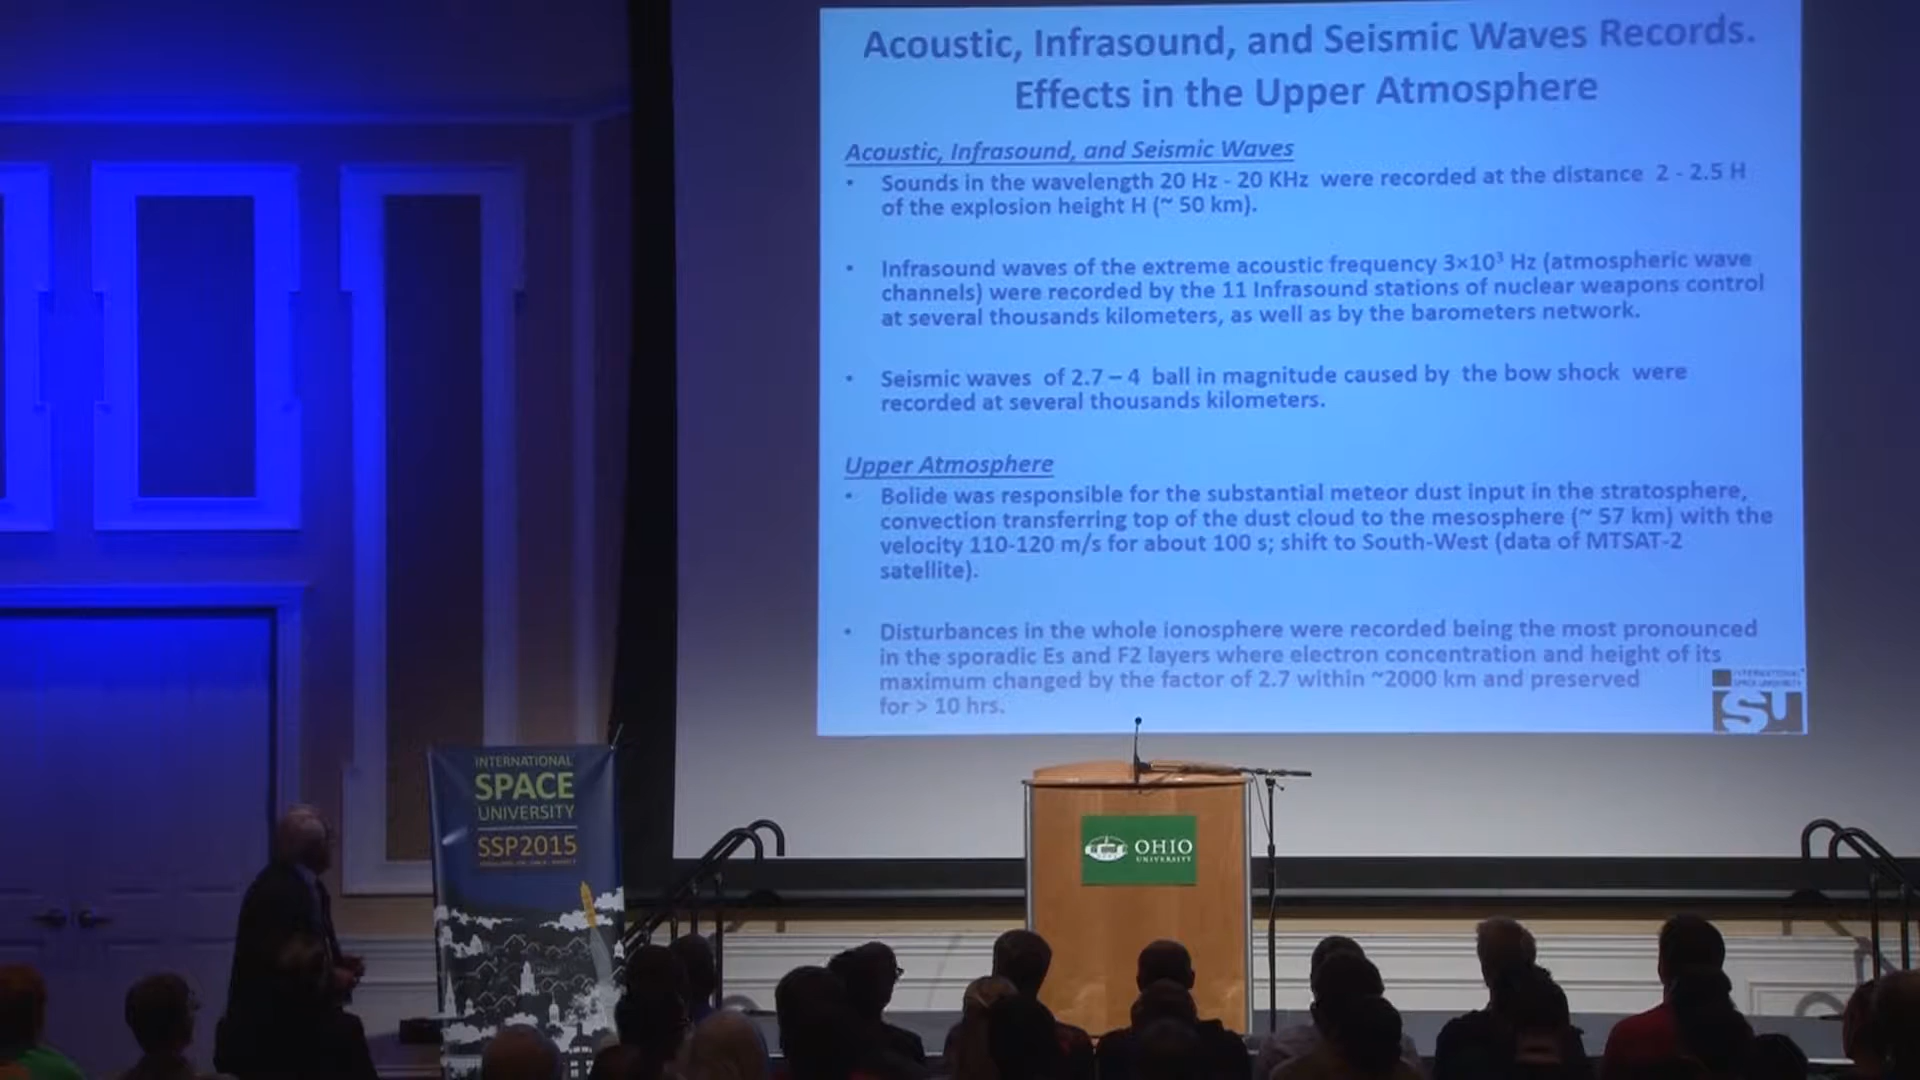 Acoustic, Infrasound, and Seismic Waves Records.
Effects in the Upper Atmosphere
Acoustic, Infrasound, and Seismic Waves
• Sounds in the wavelength 20 Hz - 20 KHz were recorded at the distance 2 - 2.5 H
of the explosion height H (~ 50 km).
• Infrasound waves of the extreme acoustic frequency 3×10³ Hz (atmospheric wave
channels) were recorded by the 11 Infrasound stations of nuclear weapons control
at several thousands kilometers, as well as by the barometers network.
• Seismic waves of 2.7 – 4 ball in magnitude caused by the bow shock were
recorded at several thousands kilometers.
Upper Atmosphere
• Bolide was responsible for the substantial meteor dust input in the stratosphere,
convection transferring top of the dust cloud to the mesosphere (~ 57 km) with the
velocity 110-120 m/s for about 100 s; shift to South-West (data of MTSAT-2
satellite).
• Disturbances in the whole ionosphere were recorded being the most pronounced
in the sporadic Es and F2 layers where electron concentration and height of its
maximum changed by the factor of 2.7 within ~2000 km and preserved
for > 10 hrs.
INTERNATIONAL
SPACE UNIVERSITY
SU
INTERNATIONAL
SPACE
UNIVERSITY
SSP2015
OHIO
UNIVERSITY